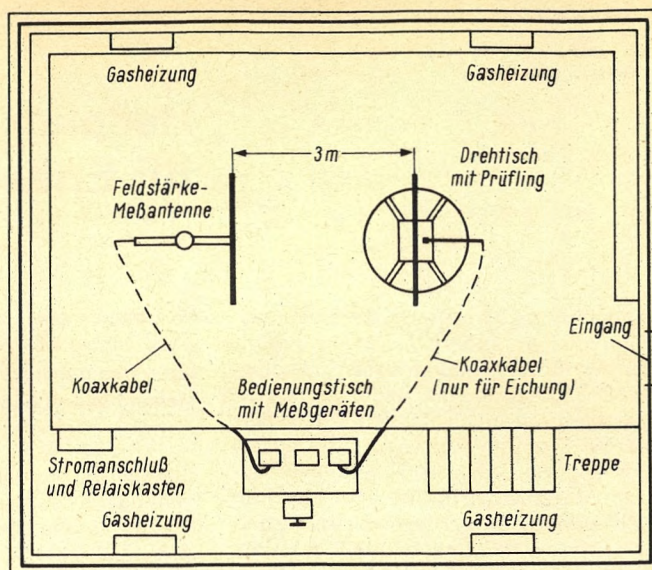 Gasheizung
Gasheizung
3m
Drehtisch
mit Prüfling
Feldstärke-
Meßantenne
Eingang
Koaxkabel
Koaxkabel
(nur für Eichung)
Bedienungstisch
mit Meßgeräten
Stromanschluß
und Relaiskasten
Treppe
Gasheizung
Gasheizung